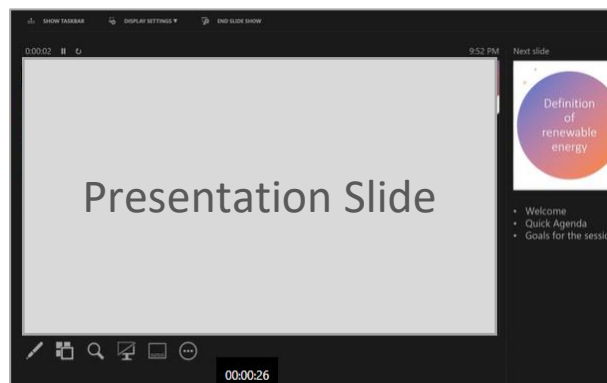 SHOW TASKBAR DISPLAY SETTINGS ▼ END SLIDE SHOW
0:00:02 9:52 PM Next slide
Presentation Slide
Definition
of
renewable
energy
• Welcome
• Quick Agenda
• Goals for the sessio
00:00:26